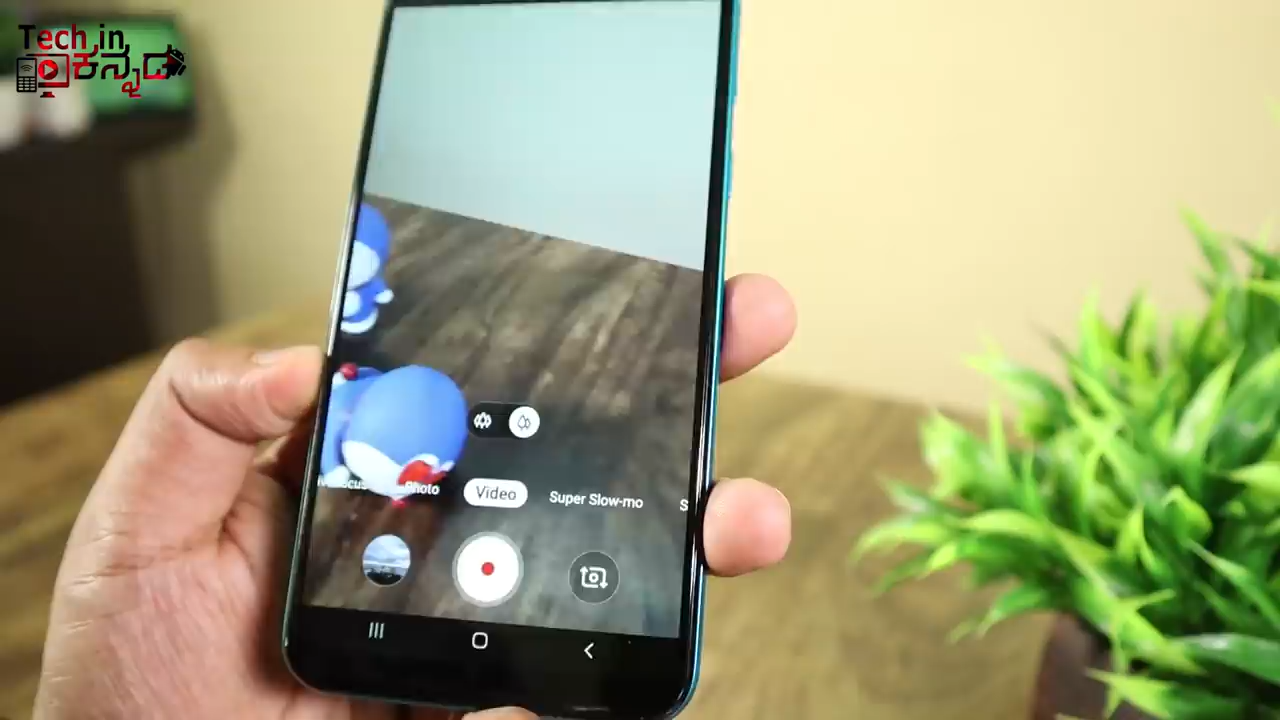 Tech in
ಕನ್ನಡ
Photo
Video
Super Slow-mo